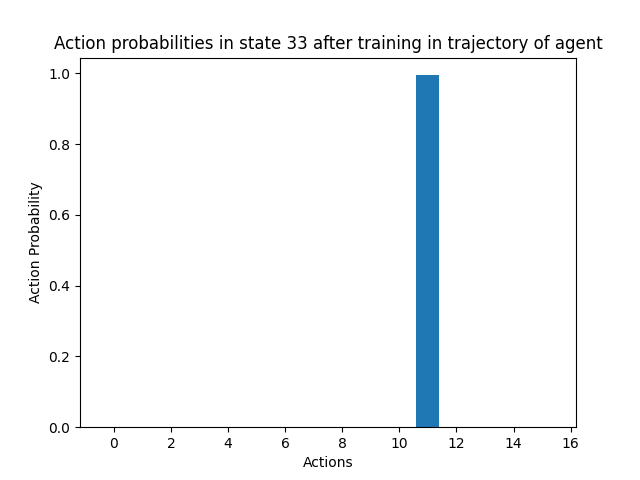 Action probabilities in state 33 after training in trajectory of agent
1.0
0.8
0.6
0.4
0.2
0.0
Action Probability
0 2 4 6 8 10 12 14 16
Actions